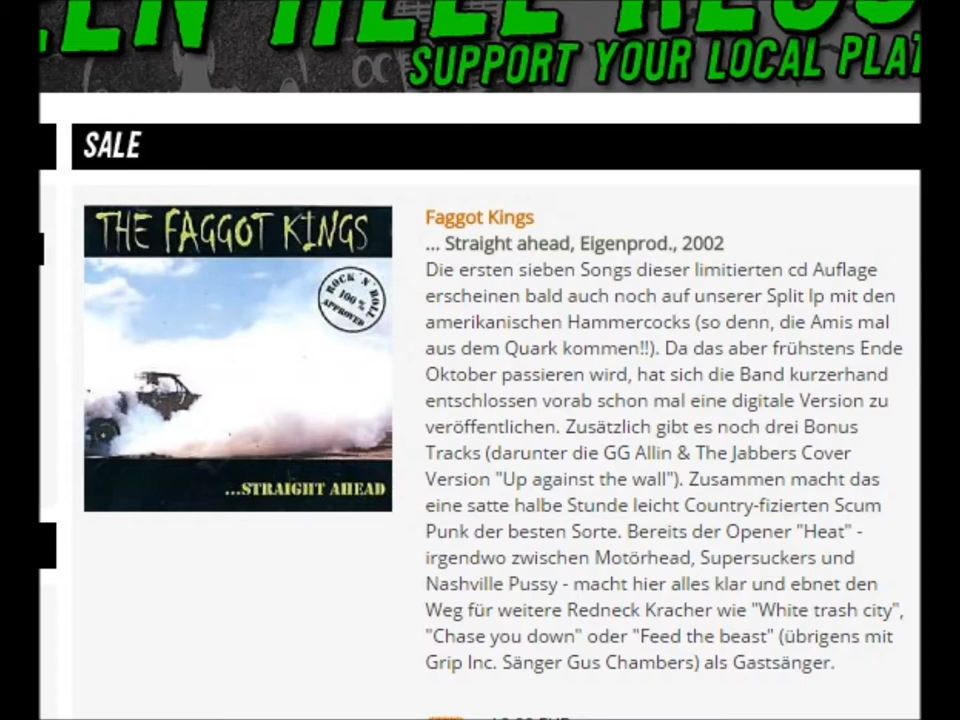 SUPPORT YOUR LOCAL
SALE
THE FAGGOT KINGS
ROCK 'N' ROLL
100 %
APPROVED
...STRAIGHT AHEAD
Faggot Kings
... Straight ahead, Eigenprod., 2002
Die ersten sieben Songs dieser limitierten cd Auflage
erscheinen bald auch noch auf unserer Split lp mit den
amerikanischen Hammercocks (so denn, die Amis mal
aus dem Quark kommen!!). Da das aber frühstens Ende
Oktober passieren wird, hat sich die Band kurzerhand
entschlossen vorab schon mal eine digitale Version zu
veröffentlichen. Zusätzlich gibt es noch drei Bonus
Tracks (darunter die GG Allin & The Jabbers Cover
Version "Up against the wall"). Zusammen macht das
eine satte halbe Stunde leicht Country-fizierten Scum
Punk der besten Sorte. Bereits der Opener "Heat" -
irgendwo zwischen Motörhead, Supersuckers und
Nashville Pussy - macht hier alles klar und ebnet den
Weg für weitere Redneck Kracher wie "White trash city",
"Chase you down" oder "Feed the beast" (übrigens mit
Grip Inc. Sänger Gus Chambers) als Gastsänger.